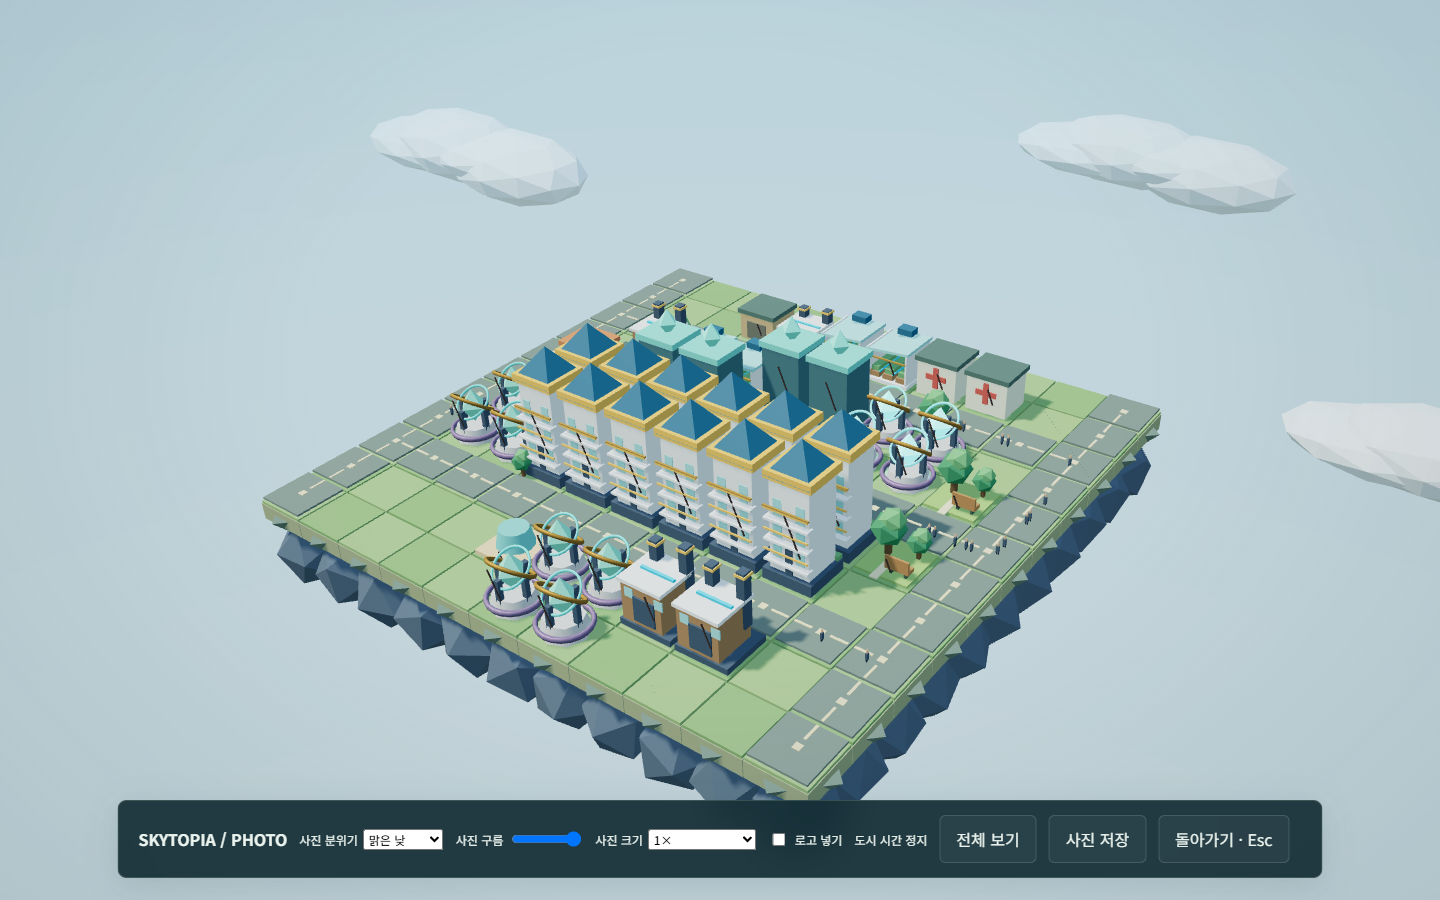 SKYTOPIA / PHOTO 사진 분위기 맑은 낮 사진 구름 사진 크기 1× 로고 넣기 도시 시간 정지 전체 보기 사진 저장 돌아가기 · Esc